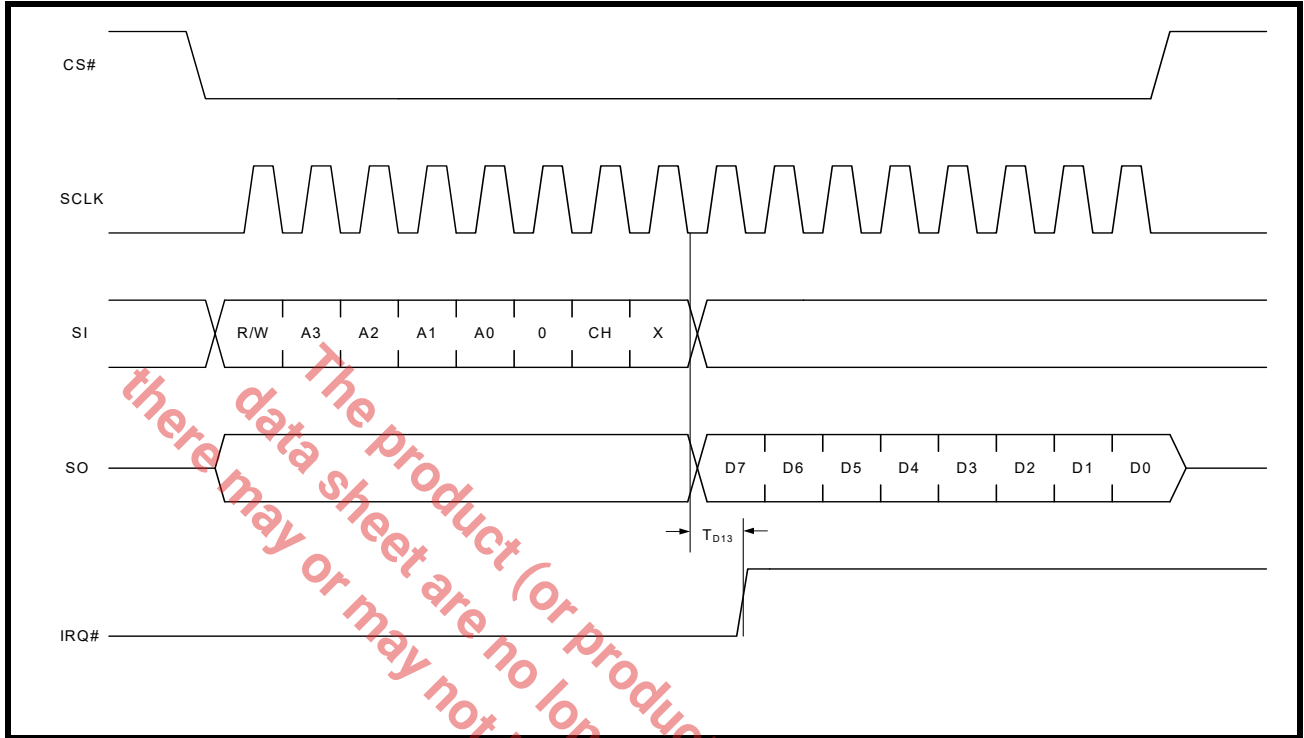 CS#
SCLK
SI
R/W A3 A2 A1 A0 0 CH X
SO
D7 D6 D5 D4 D3 D2 D1 D0
TD13
IRQ#
The product (or produc
data sheet are no lon
there may or may not